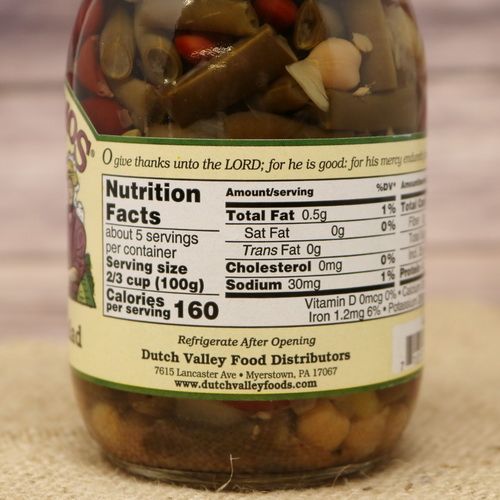 OS®
O give thanks unto the LORD; for he is good: for his mercy
Nutrition Facts
about 5 servings per container
Serving size 2/3 cup (100g)
Calories per serving 160
Amount/serving %DV*
Total Fat 0.5g 1%
Sat Fat 0g 0%
Trans Fat 0g
Cholesterol 0mg 0%
Sodium 30mg 1%
Vitamin D 0mcg 0% •
Iron 1.2mg 6% •
Refrigerate After Opening
Dutch Valley Food Distributors
7615 Lancaster Ave • Myerstown, PA 17067
www.dutchvalleyfoods.com